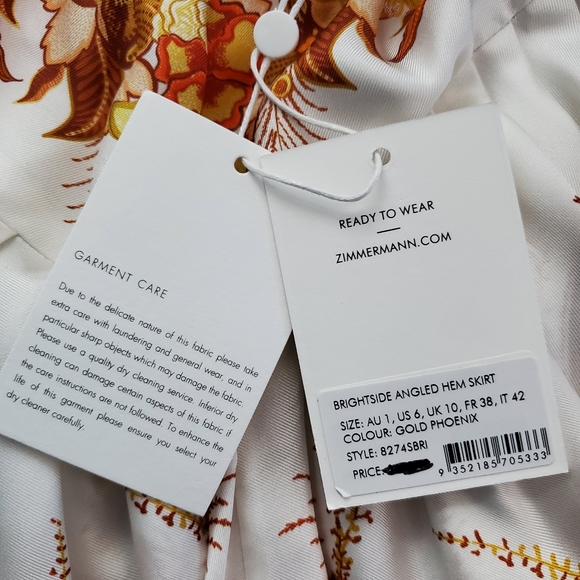 GARMENT CARE
Due to the delicate nature of this fabric please take
extra care with laundering and general wear, and in
particular sharp objects which may damage the fabric.
Please use a quality dry cleaning service. Inferior dry
cleaning can damage certain aspects of this fabric if
the care instructions are not followed. To enhance the
life of this garment please ensure you select your
dry cleaner carefully.
READY TO WEAR
ZIMMERMANN.COM
BRIGHTSIDE ANGLED HEM SKIRT
SIZE: AU 1, US 6, UK 10, FR 38, IT 42
COLOUR: GOLD PHOENIX
STYLE: 8274SBRI
PRICE:
9 352185 705333